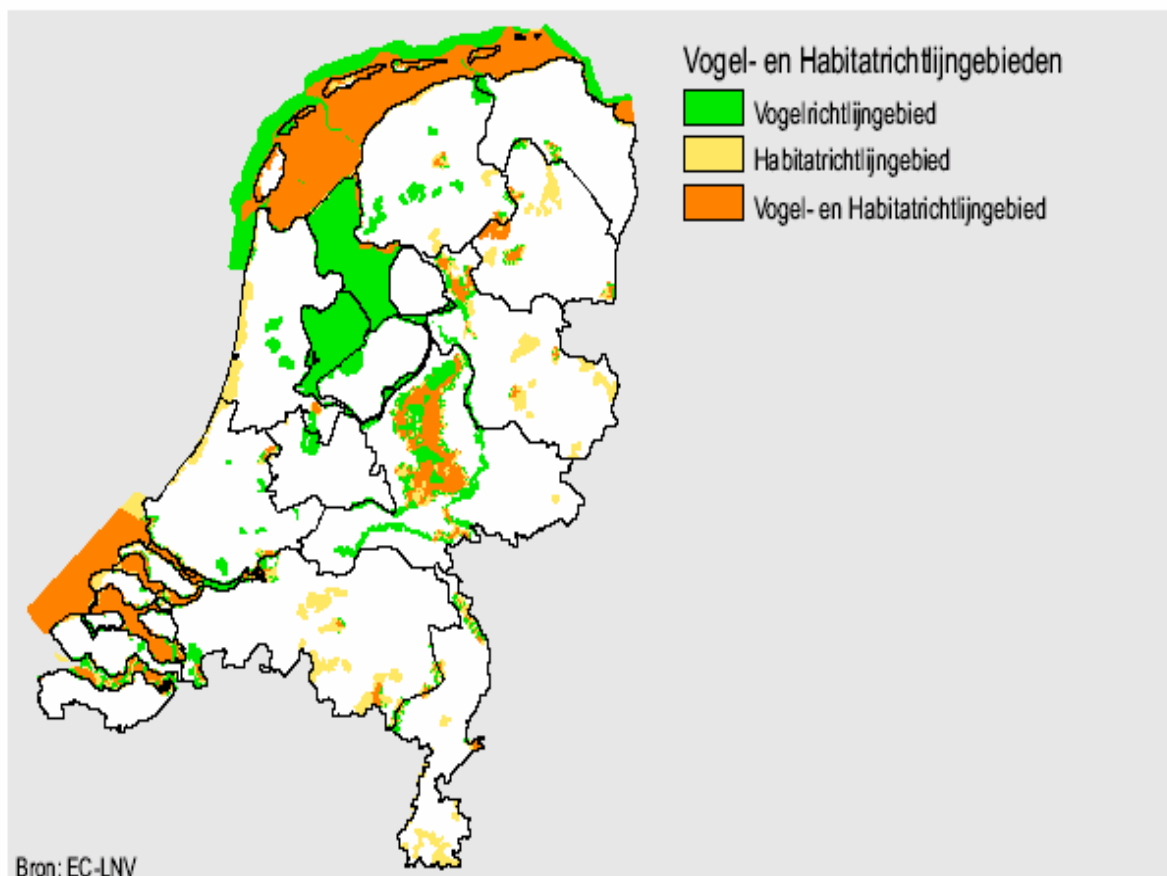 Vogel- en Habitatrichtlijngebieden
Vogelrichtlijngebied
Habitatrichtlijngebied
Vogel- en Habitatrichtlijngebied
Bron: EC-LNV